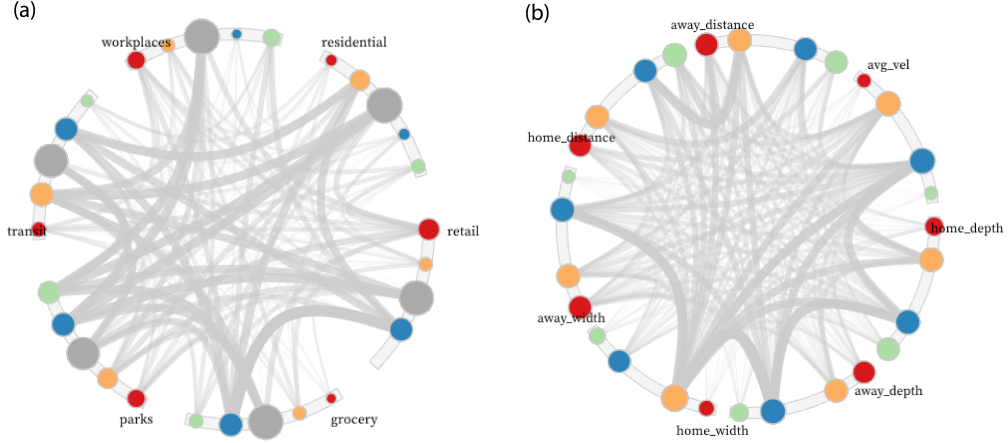 (a)
workplaces
residential
transit
retail
parks
grocery
(b)
away_distance
avg_vel
home_distance
home_depth
away_width
away_depth
home_width